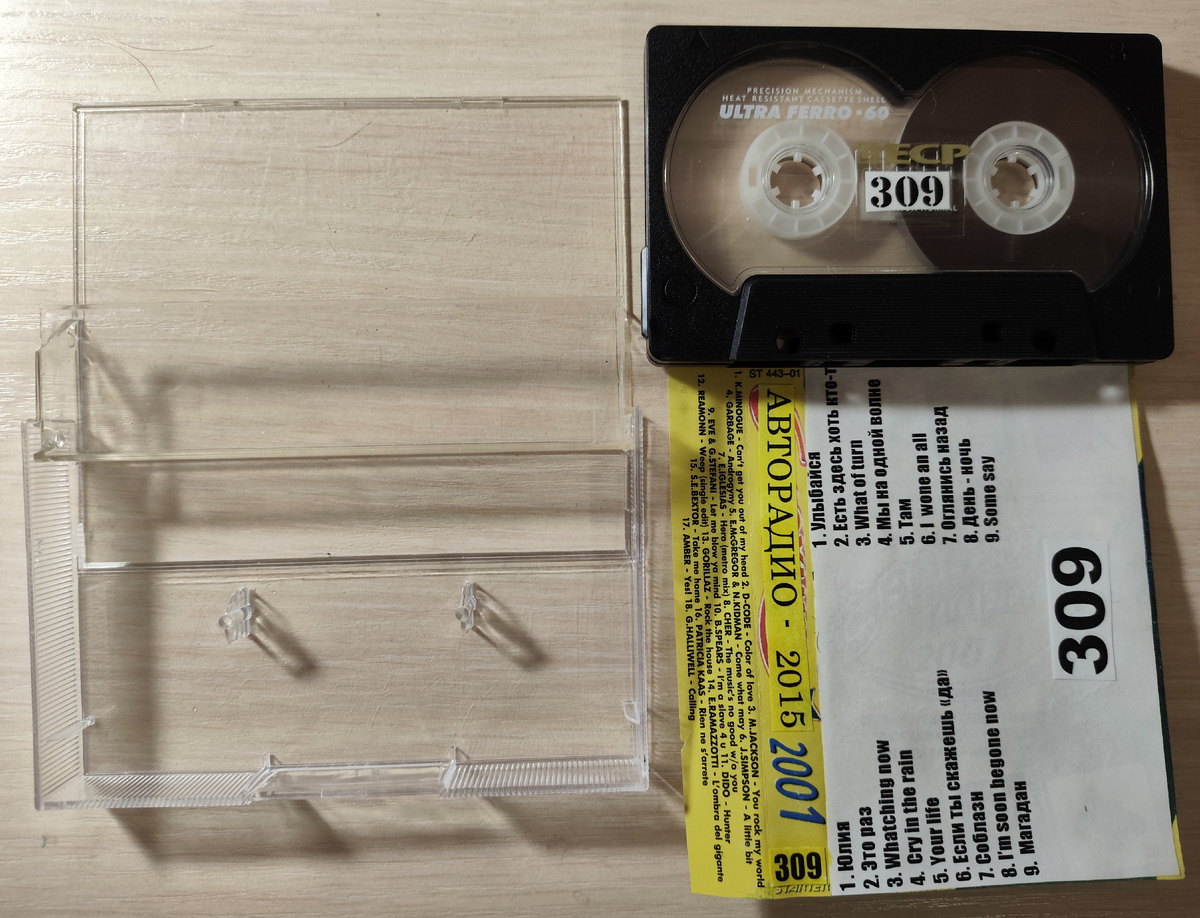 PRECISION MECHANISM
HEAT RESISTANT CASSETTE SHELL
ULTRA FERRO • 60
ECP
309
ST 443-01
1. K.MINOGUE - Can't get you out of my head 2. D-CODE - Color of love 3. M.JACKSON - You rock my world
4. GARBAGE - Androgyny 5. E.McGREGOR & N.KIDMAN - Come what may 6. J.SIMPSON - A little bit
7. E.IGLESIAS - Hero (metro mix) 8. CHER - The music's no good w/o you
9. EVE & G.STEFANI - Let me blow ya mind 10. B.SPEARS - I'm a slave 4 u 11. DIDO - Hunter
12. REAMONN - Weep (single edit) 13. GORILLAZ - Rock the house 14. E.RAMAZZOTTI - L'ombra del gigante
15. S.E.BEXTOR - Take me home 16. PATRICIA KAAS - Rien ne s'arrete
17. AMBER - Yes! 18. G.HALLIWELL - Calling
АВТОРАДИО - 2015
2001
309
STARTER
1. Улыбайся
2. Есть здесь хоть кто-т
3. What of turn
4. Мы на одной волне
5. Там
6. I wone an all
7. Оглянись назад
8. День - ночь
9. Some say
1. Юлия
2. Это раз
3. Whatching now
4. Cry in the rain
5. Your life
6. Если ты скажешь «да»
7. Соблазн
8. I'm soon begone now
9. Магадан
309